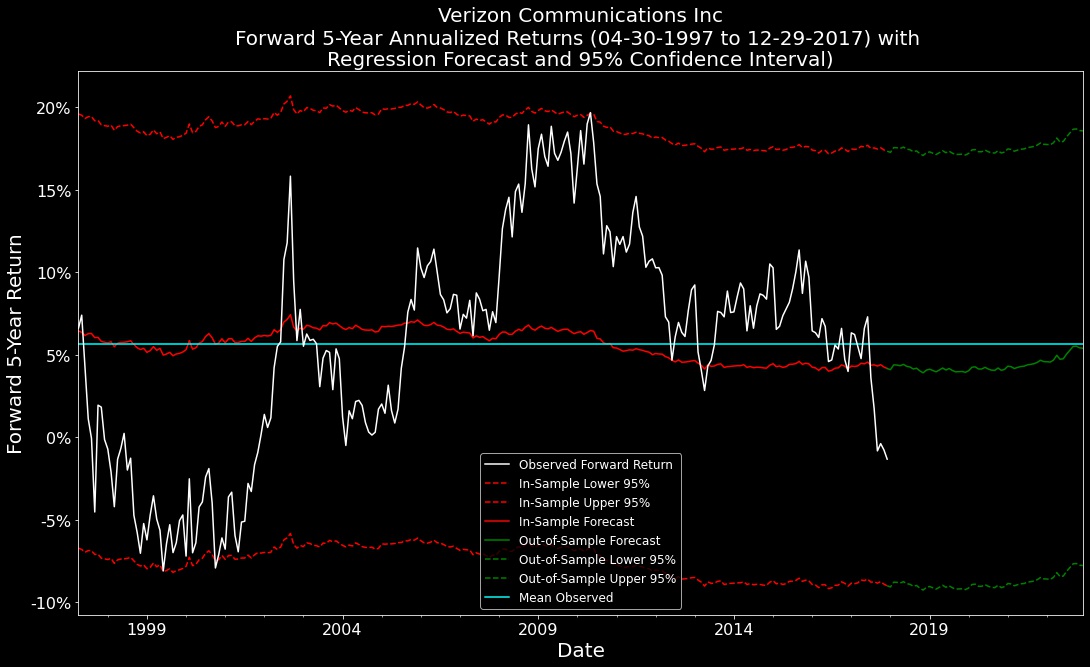 Verizon Communications Inc
Forward 5-Year Annualized Returns (04-30-1997 to 12-29-2017) with
Regression Forecast and 95% Confidence Interval)
Forward 5-Year Return
20%
15%
10%
5%
0%
-5%
-10%
Observed Forward Return
In-Sample Lower 95%
In-Sample Upper 95%
In-Sample Forecast
Out-of-Sample Forecast
Out-of-Sample Lower 95%
Out-of-Sample Upper 95%
Mean Observed
1999 2004 2009 2014 2019
Date